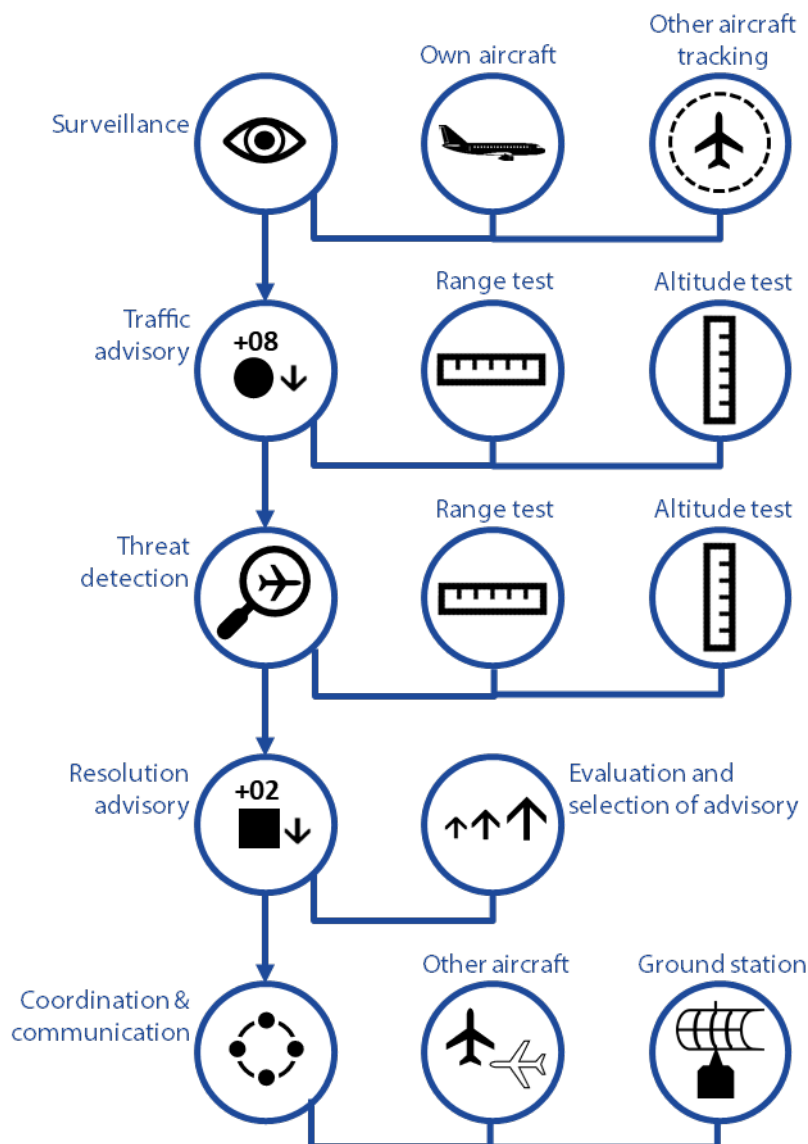 Surveillance
Own aircraft
Other aircraft
tracking
Traffic
advisory
+08
Range test
Altitude test
Threat
detection
Range test
Altitude test
Resolution
advisory
+02
Evaluation and
selection of advisory
Coordination &
communication
Other aircraft
Ground station